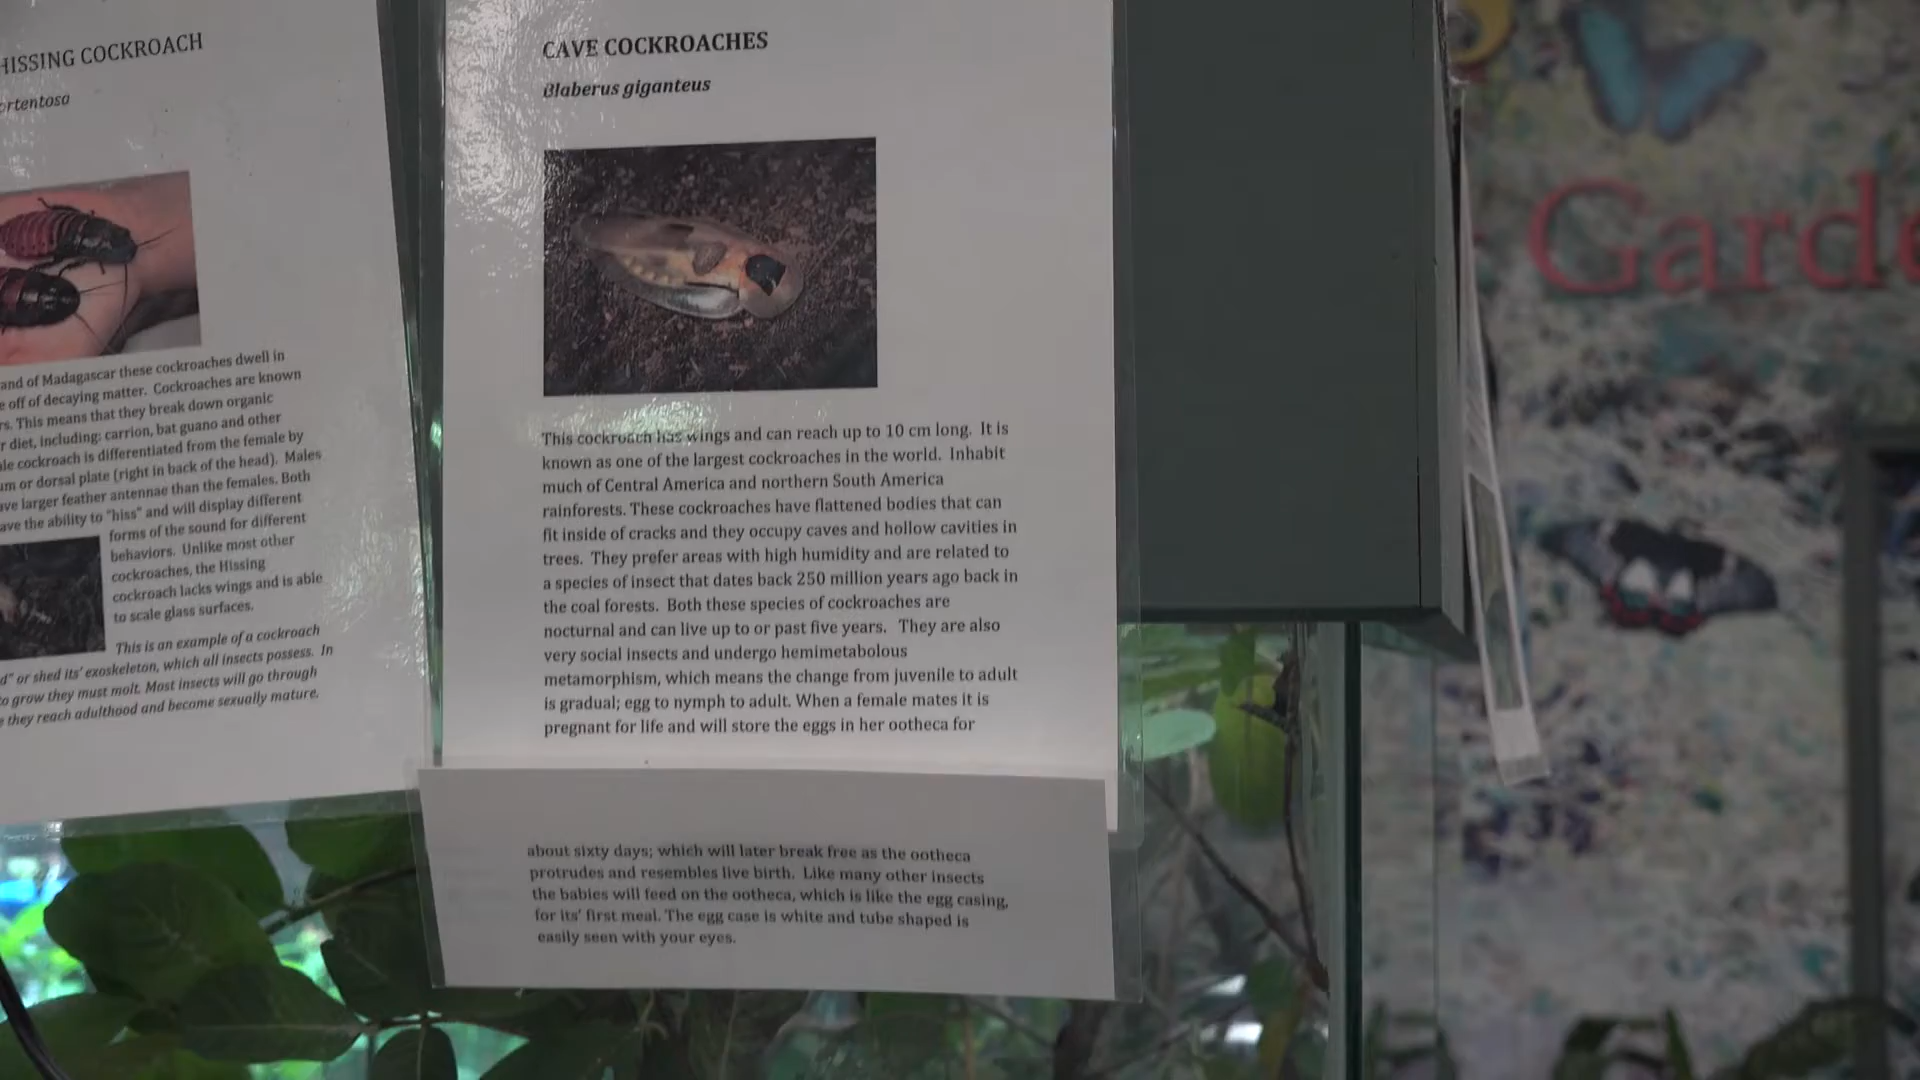 HISSING COCKROACH
ortentosa
and of Madagascar these cockroaches dwell in
e off of decaying matter. Cockroaches are known
rs. This means that they break down organic
r diet, including: carrion, bat guano and other
le cockroach is differentiated from the female by
um or dorsal plate (right in back of the head). Males
ave larger feather antennae than the females. Both
ave the ability to "hiss" and will display different
forms of the sound for different
behaviors. Unlike most other
cockroaches, the Hissing
cockroach lacks wings and is able
to scale glass surfaces.
This is an example of a cockroach
d" or shed its' exoskeleton, which all insects possess. In
to grow they must molt. Most insects will go through
e they reach adulthood and become sexually mature.
CAVE COCKROACHES
Blaberus giganteus
This cockroach has wings and can reach up to 10 cm long. It is
known as one of the largest cockroaches in the world. Inhabit
much of Central America and northern South America
rainforests. These cockroaches have flattened bodies that can
fit inside of cracks and they occupy caves and hollow cavities in
trees. They prefer areas with high humidity and are related to
a species of insect that dates back 250 million years ago back in
the coal forests. Both these species of cockroaches are
nocturnal and can live up to or past five years. They are also
very social insects and undergo hemimetabolous
metamorphism, which means the change from juvenile to adult
is gradual; egg to nymph to adult. When a female mates it is
pregnant for life and will store the eggs in her ootheca for
about sixty days; which will later break free as the ootheca
protrudes and resembles live birth. Like many other insects
the babies will feed on the ootheca, which is like the egg casing,
for its' first meal. The egg case is white and tube shaped is
easily seen with your eyes.
Garde